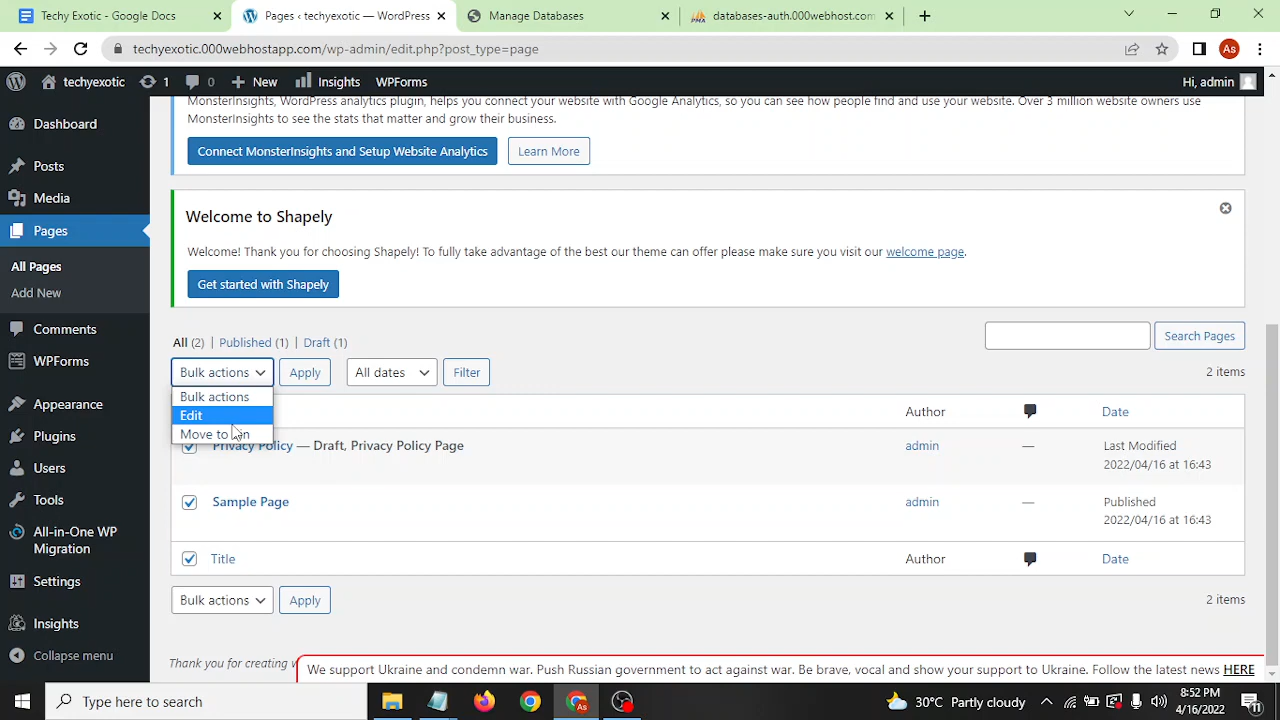 Execution - Google Docs
Pages ‹ techyexotic — WordPress
Manage Databases
databases-auth.000webhost.com
techyexotic.000webhostapp.com/wp-admin/edit.php?post_type=page
As
techyexotic
1
0
New
Insights
WPForms
Hi, admin
Dashboard
Posts
Media
Pages
All Pages
Add New
Comments
WPForms
Appearance
Plugins
Users
Tools
All-in-One WP
Migration
Settings
Insights
Collapse menu
MonsterInsights, WordPress analytics plugin, helps you connect your website with Google Analytics, so you can see how people find and use your website. Over 3 million website owners use
MonsterInsights to see the stats that matter and grow their business.
Connect MonsterInsights and Setup Website Analytics
Learn More
Welcome to Shapely
Welcome! Thank you for choosing Shapely! To fully take advantage of the best our theme can offer please make sure you visit our welcome page.
Get started with Shapely
All (2) | Published (1) | Draft (1)
Search Pages
Bulk actions
Apply
All dates
Filter
2 items
Bulk actions
Edit
Move to
Author
Date
Privacy Policy — Draft, Privacy Policy Page
admin
—
Last Modified
2022/04/16 at 16:43
Sample Page
admin
—
Published
2022/04/16 at 16:43
Title
Author
Date
Bulk actions
Apply
2 items
Thank you for creating
We support Ukraine and condemn war. Push Russian government to act against war. Be brave, vocal and show your support to Ukraine. Follow the latest news HERE
Type here to search
As
30°C Partly cloudy
8:52 PM
4/16/2022